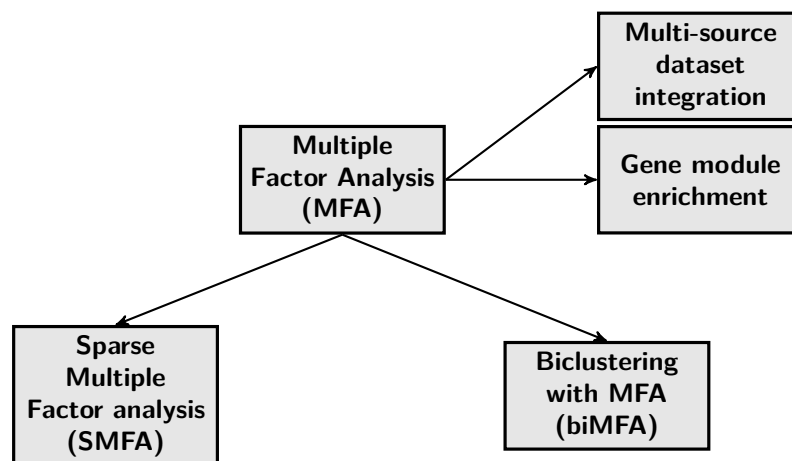 Multi-source
dataset
integration
Multiple
Factor Analysis
(MFA)
Gene module
enrichment
Sparse
Multiple
Factor analysis
(SMFA)
Biclustering
with MFA
(biMFA)